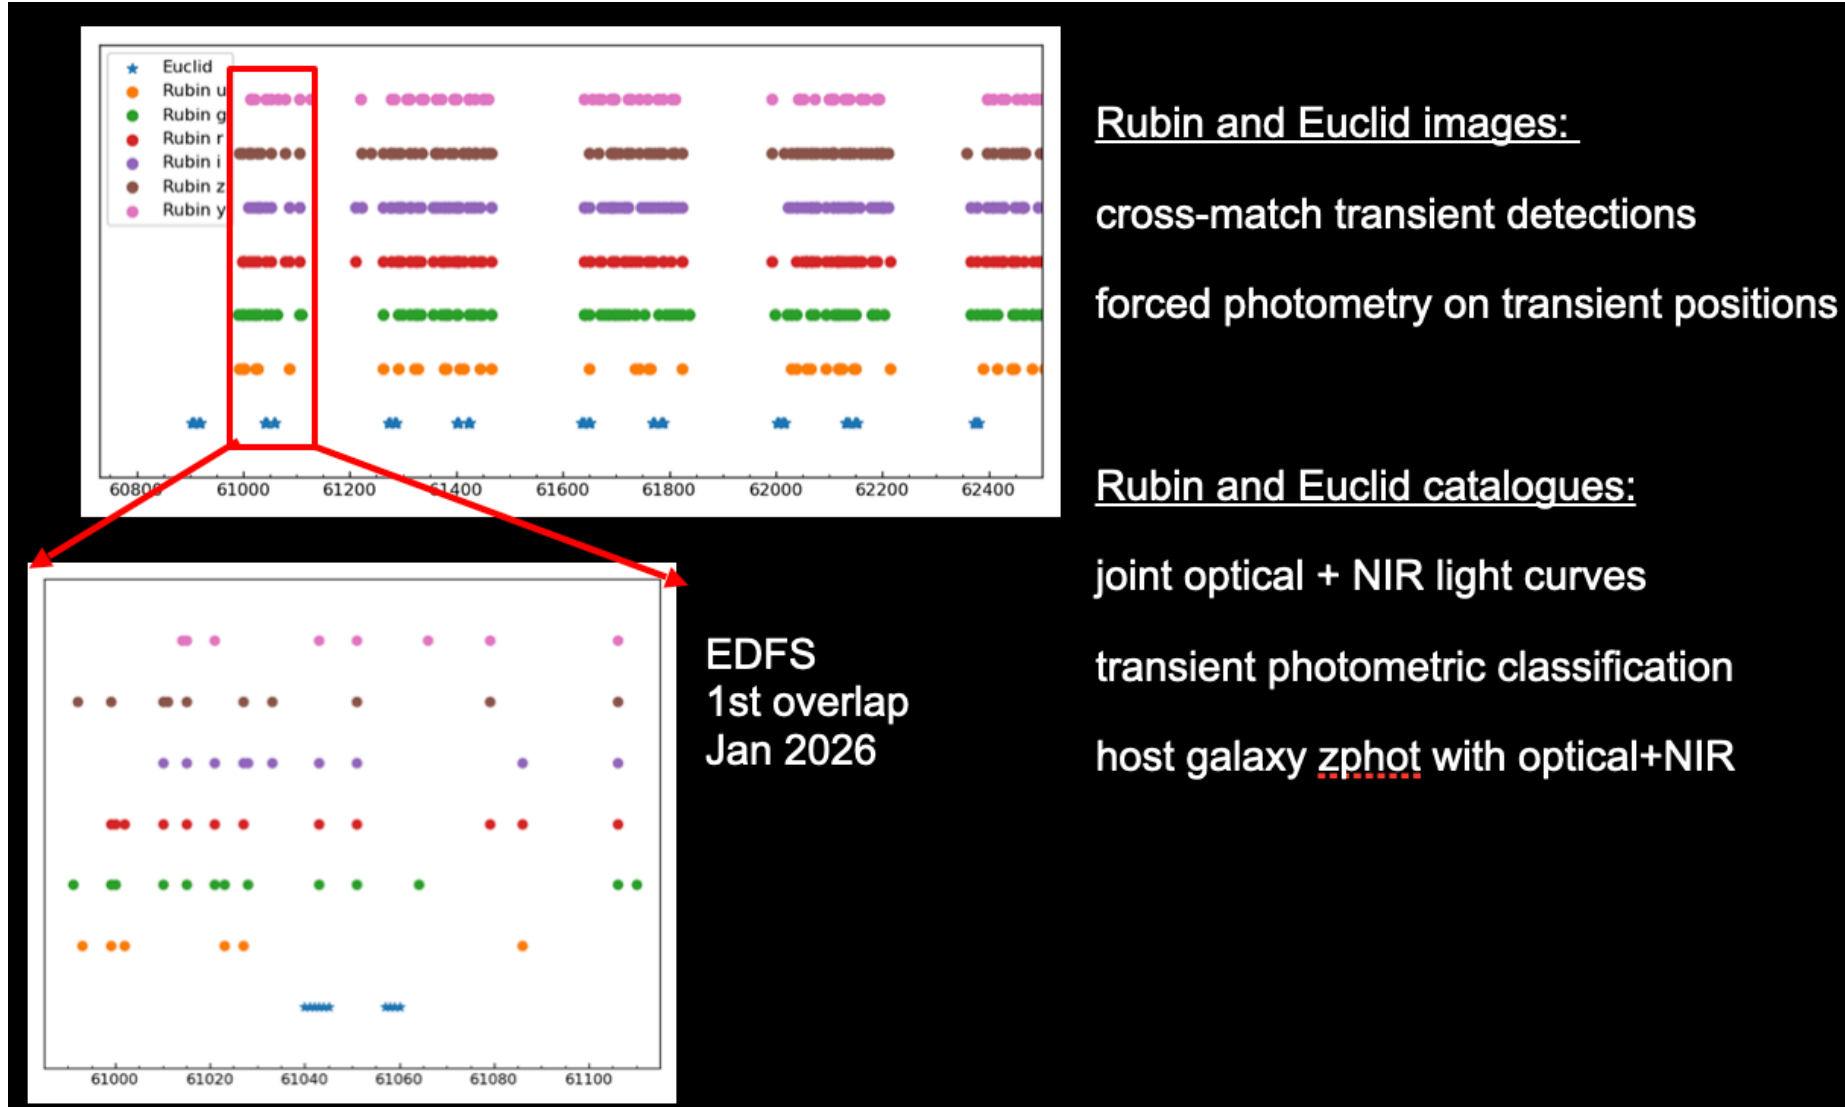 Euclid
Rubin u
Rubin g
Rubin r
Rubin i
Rubin z
Rubin y
60800 61000 61200 61400 61600 61800 62000 62200 62400
61000 61020 61040 61060 61080 61100
EDFS
1st overlap
Jan 2026
Rubin and Euclid images:
cross-match transient detections
forced photometry on transient positions
Rubin and Euclid catalogues:
joint optical + NIR light curves
transient photometric classification
host galaxy zphot with optical+NIR